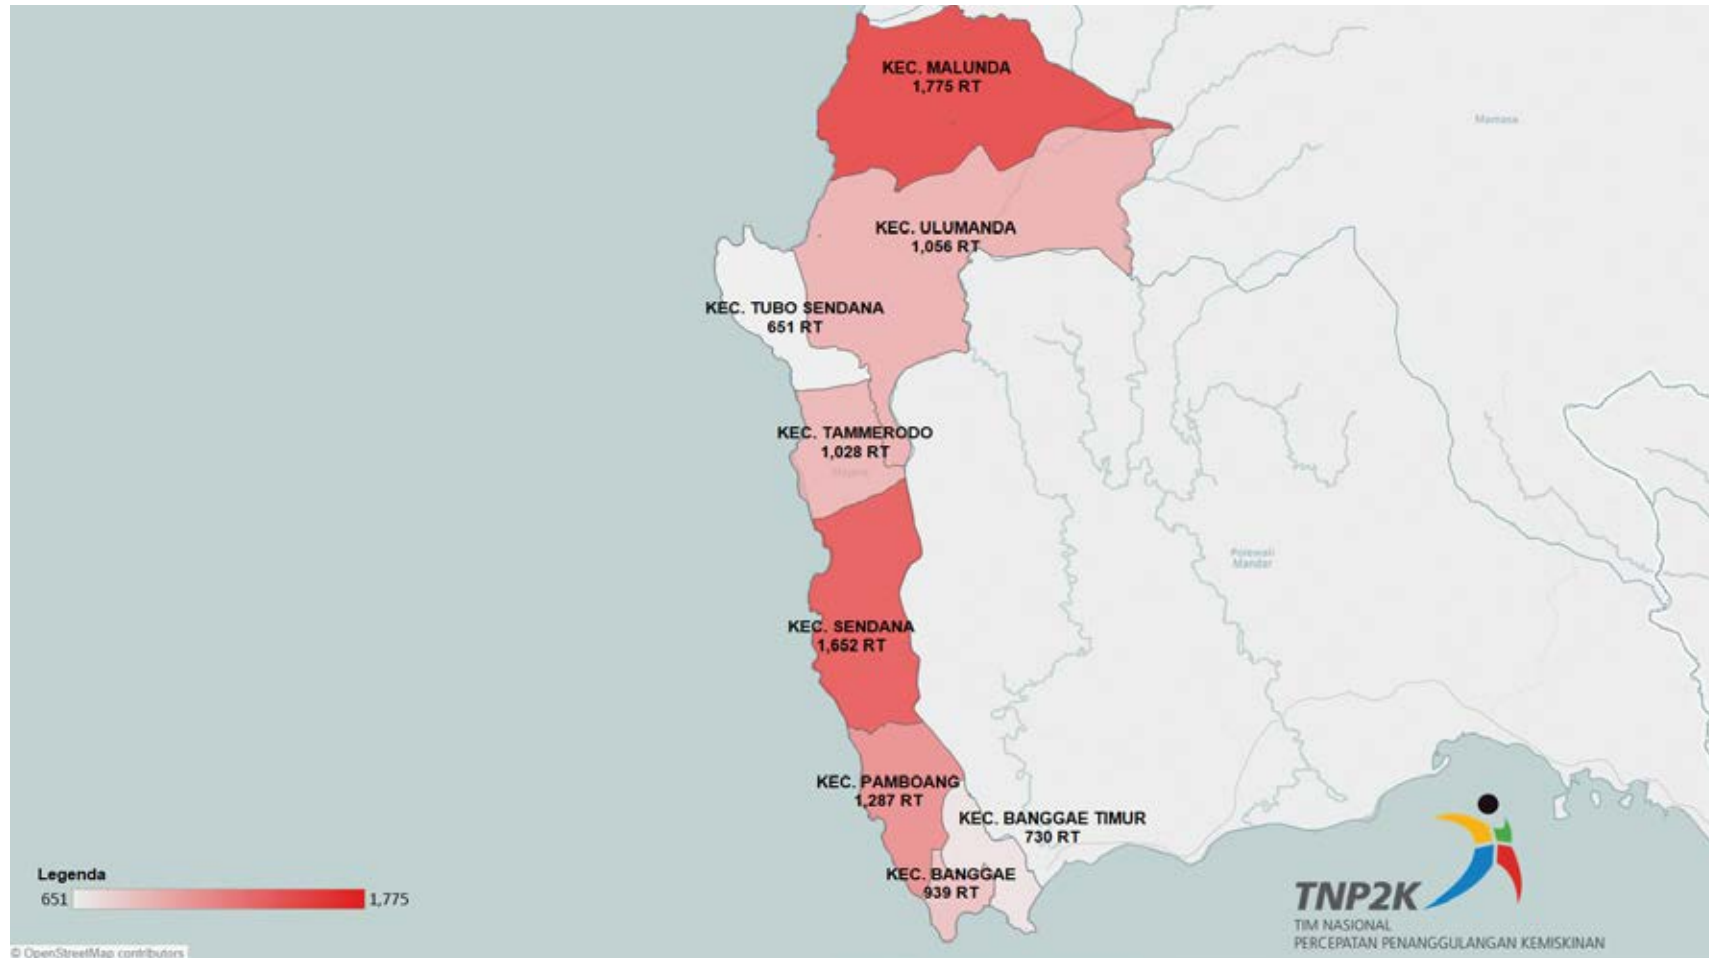 KEC. MALUNDA
1,775 RT
Mamasa
KEC. ULUMANDA
1,056 RT
KEC. TUBO SENDANA
651 RT
KEC. TAMMERODO
1,028 RT
Majene
Polewali
Mandar
KEC. SENDANA
1,652 RT
KEC. PAMBOANG
1,287 RT
KEC. BANGGAE TIMUR
730 RT
KEC. BANGGAE
939 RT
Legenda
651
1,775
TNP2K
TIM NASIONAL
PERCEPATAN PENANGGULANGAN KEMISKINAN
© OpenStreetMap contributors